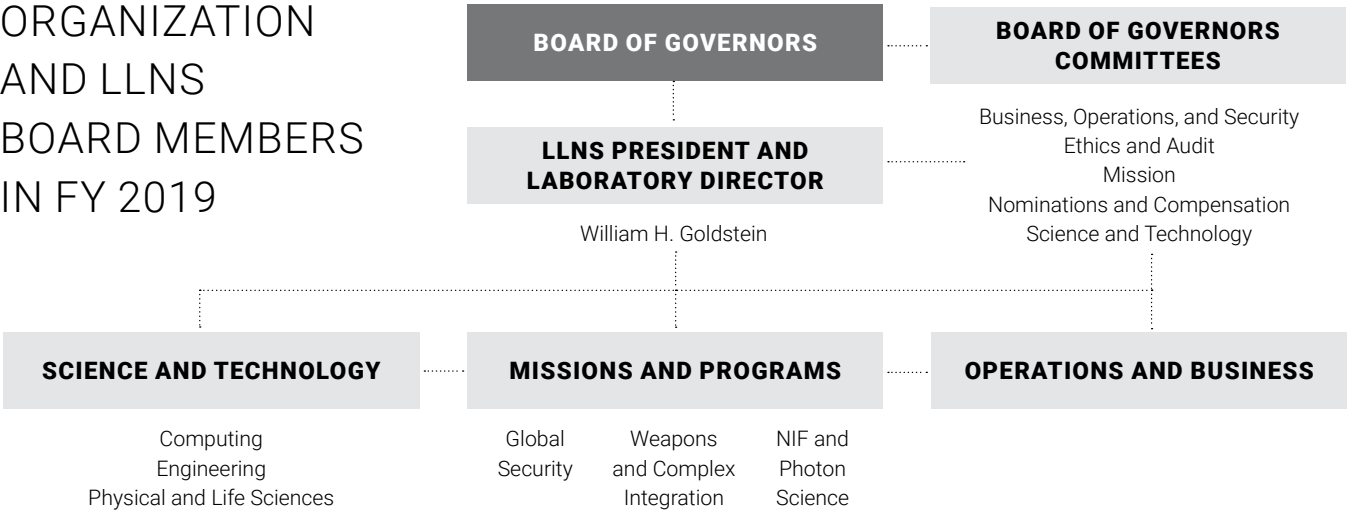 ORGANIZATION
AND LLNS
BOARD MEMBERS
IN FY 2019
BOARD OF GOVERNORS
BOARD OF GOVERNORS
COMMITTEES
Business, Operations, and Security
Ethics and Audit
Mission
Nominations and Compensation
Science and Technology
LLNS PRESIDENT AND
LABORATORY DIRECTOR
William H. Goldstein
SCIENCE AND TECHNOLOGY
Computing
Engineering
Physical and Life Sciences
MISSIONS AND PROGRAMS
Global
Security
Weapons
and Complex
Integration
NIF and
Photon
Science
OPERATIONS AND BUSINESS